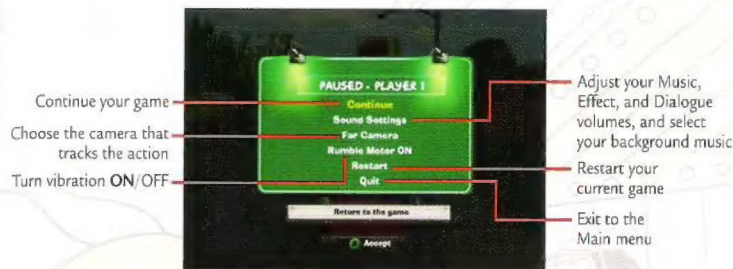 PAUSED - PLAYER 1
Continue
Sound Settings
Far Camera
Rumble Motor ON
Restart
Quit
Return to the game
Accept
Continue your game
Choose the camera that
tracks the action
Turn vibration ON/OFF
Adjust your Music,
Effect, and Dialogue
volumes, and select
your background music
Restart your
current game
Exit to the
Main menu